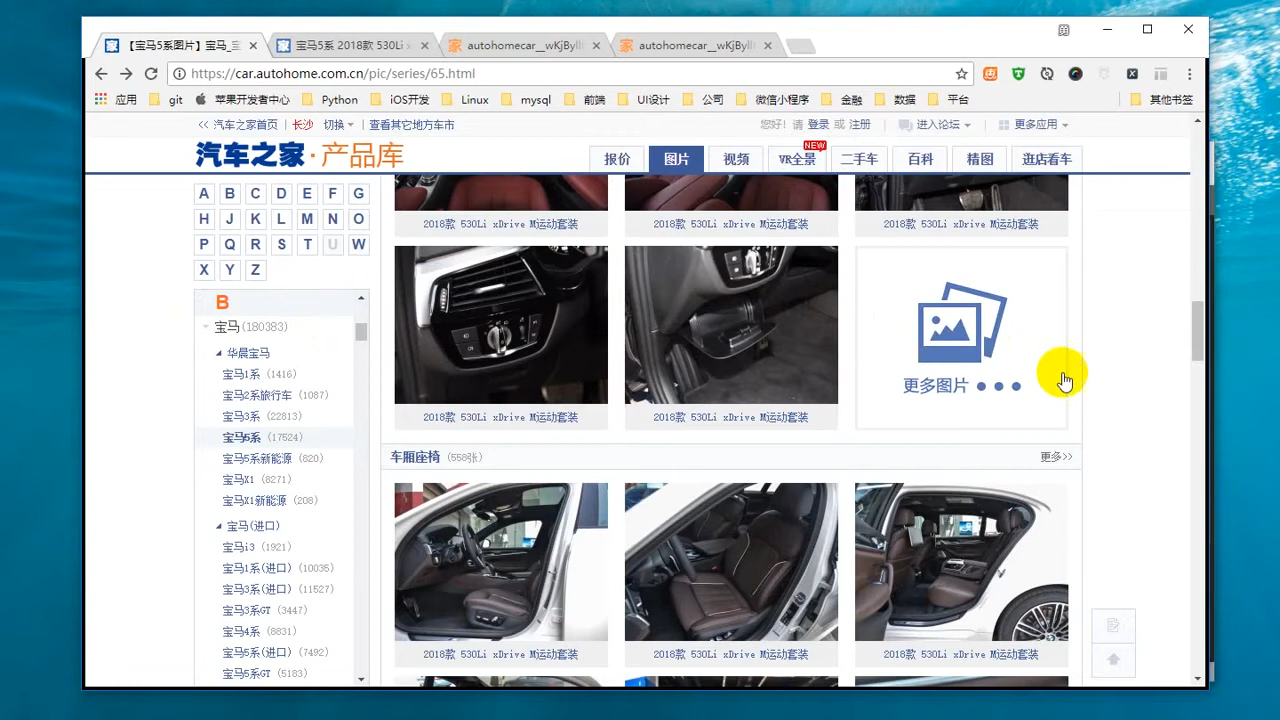 【宝马5系图片】宝马_宝
宝马5系 2018款 530Li x
autohomecar__wKjByll
autohomecar__wKjByll
https://car.autohome.com.cn/pic/series/65.html
应用 git 苹果开发者中心 Python iOS开发 Linux mysql 前端 UI设计 公司 微信小程序 金融 数据 平台 其他书签
<< 汽车之家首页 | 长沙 切换 | 查看其它地方车市 您好! 请 登录 或 注册 进入论坛 更多应用
汽车之家·产品库
报价 图片 视频 VR全景 NEW 二手车 百科 精图 逛店看车
A B C D E F G
H J K L M N O
P Q R S T U W
X Y Z
B
宝马(180383)
华晨宝马
宝马1系 (1416)
宝马2系旅行车 (1087)
宝马3系 (22813)
宝马5系 (17524)
宝马5系新能源 (820)
宝马X1 (8271)
宝马X1新能源 (208)
宝马(进口)
宝马i3 (1921)
宝马1系(进口) (10035)
宝马3系(进口) (11527)
宝马3系GT (3447)
宝马4系 (8831)
宝马5系(进口) (7492)
宝马5系GT (5183)
2018款 530Li xDrive M运动套装 2018款 530Li xDrive M运动套装 2018款 530Li xDrive M运动套装
更多图片
2018款 530Li xDrive M运动套装 2018款 530Li xDrive M运动套装
车厢座椅 (558张) 更多>>
2018款 530Li xDrive M运动套装 2018款 530Li xDrive M运动套装 2018款 530Li xDrive M运动套装